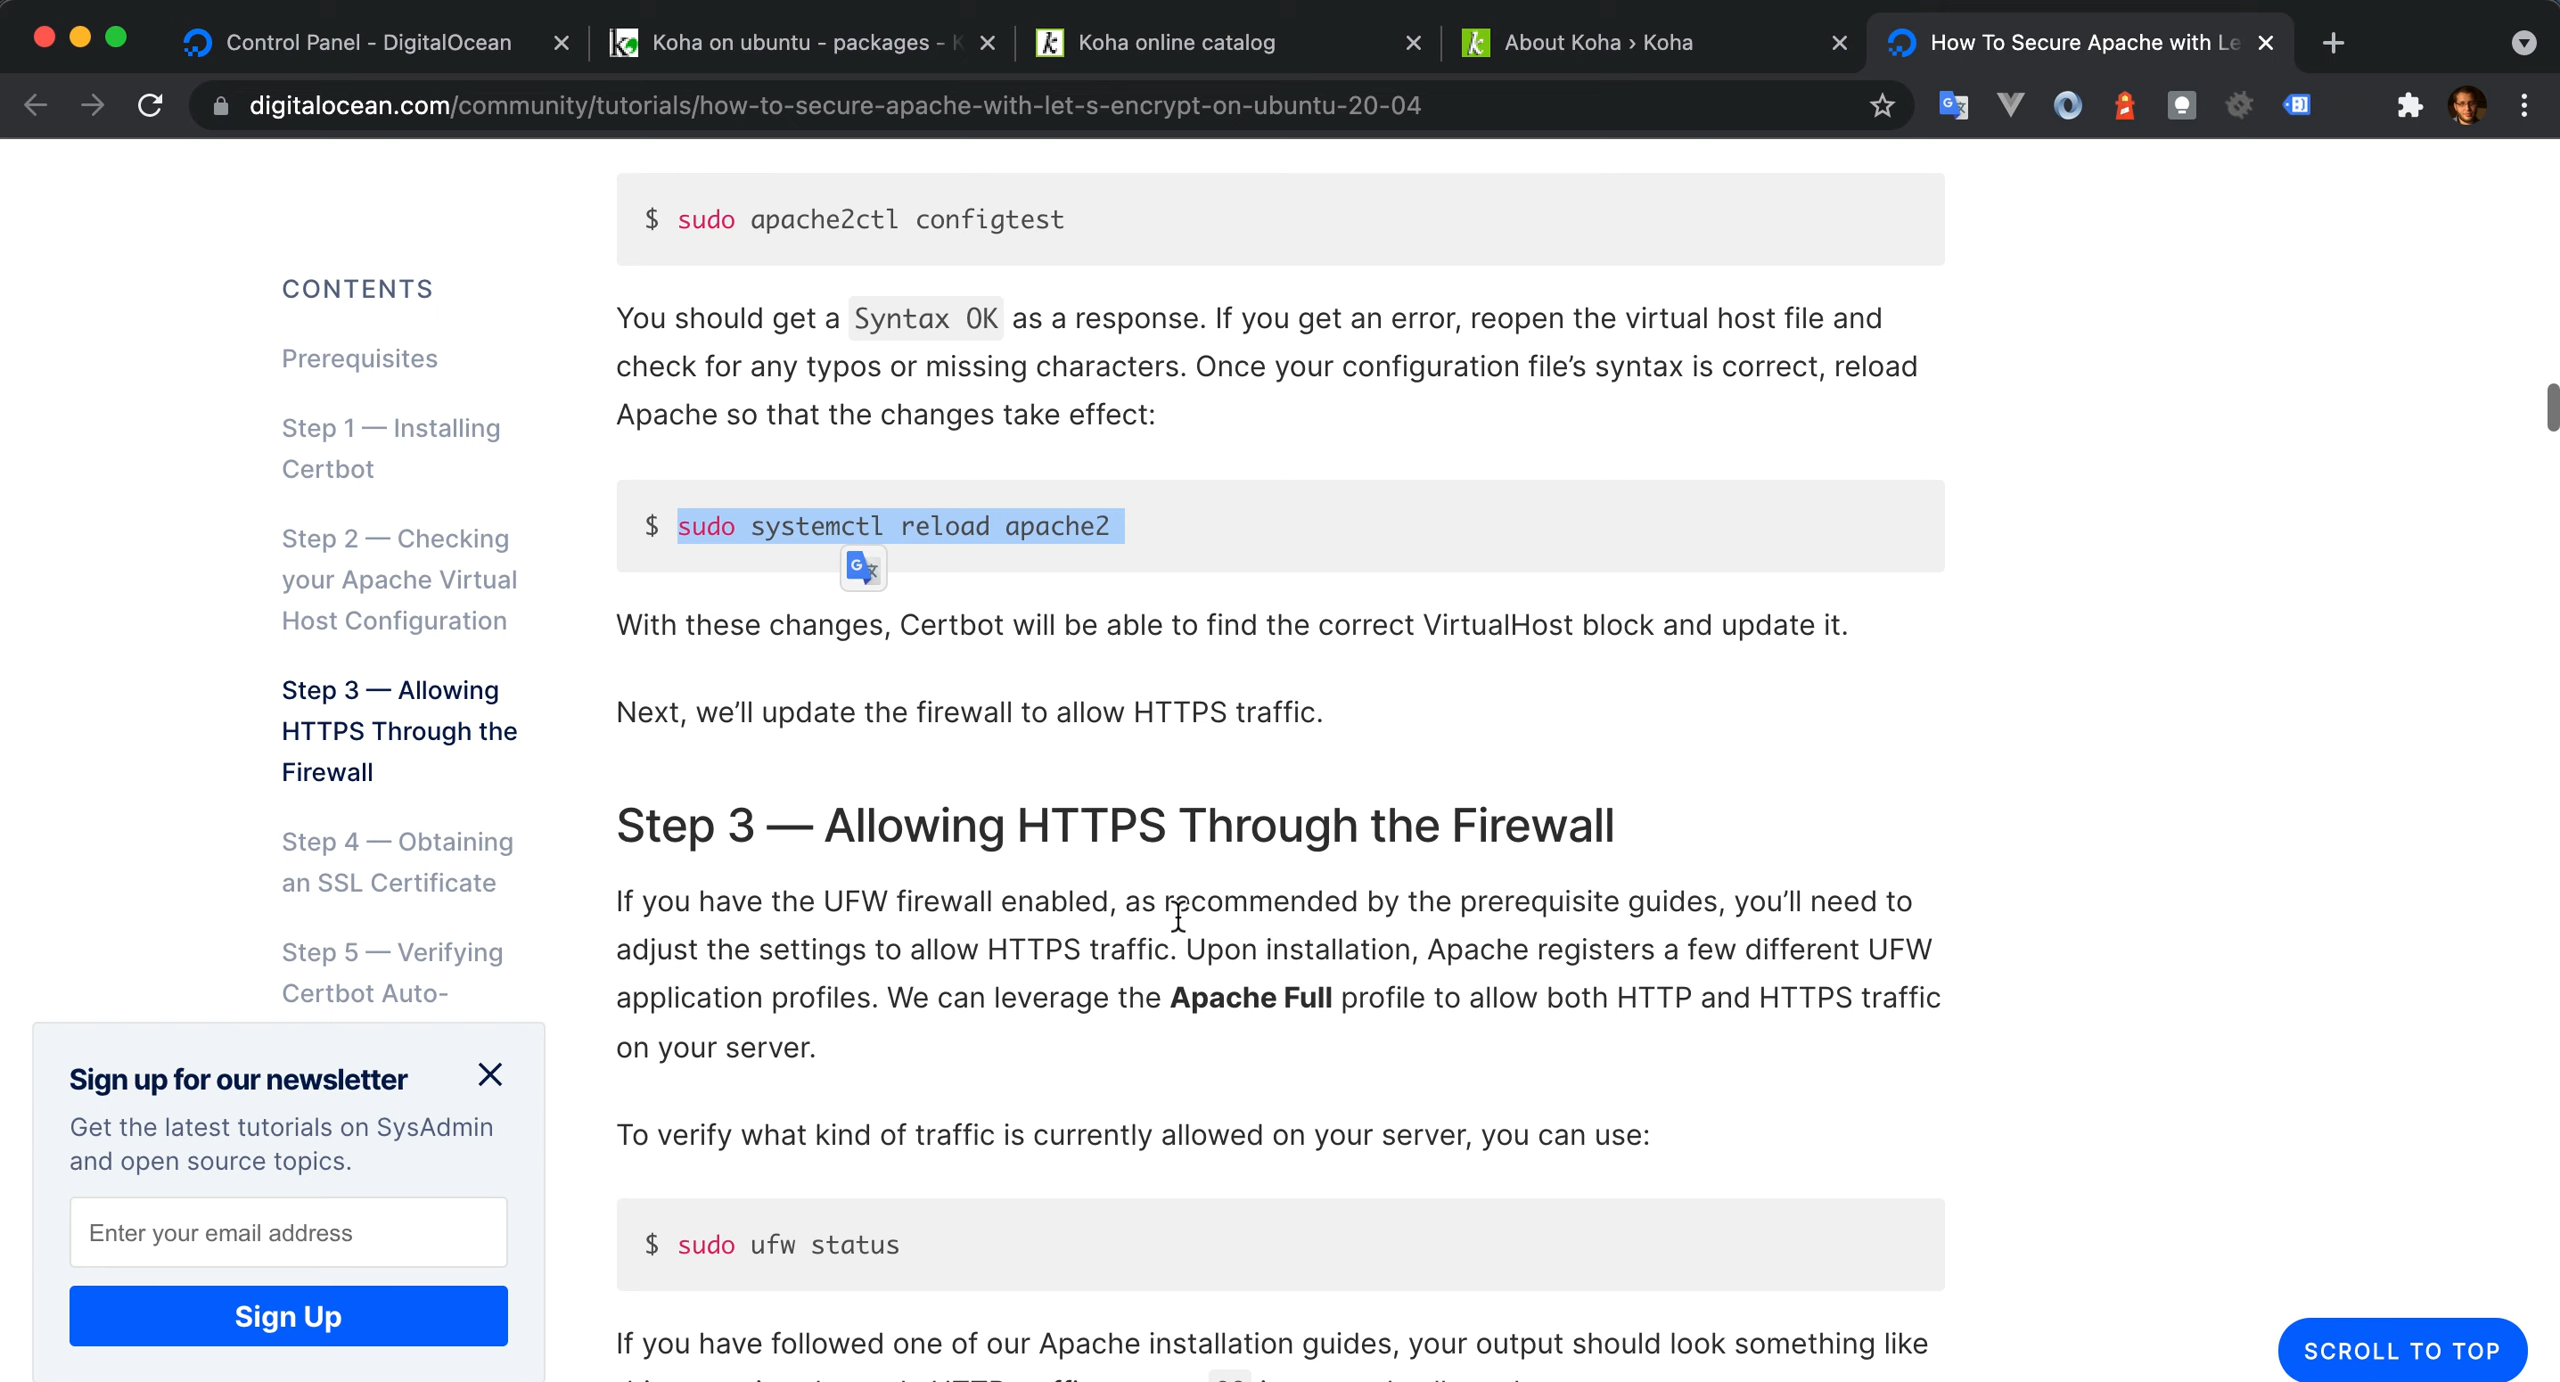 Control Panel - DigitalOcean
Koha on ubuntu - packages - K
Koha online catalog
About Koha › Koha
How To Secure Apache with Le
digitalocean.com/community/tutorials/how-to-secure-apache-with-let-s-encrypt-on-ubuntu-20-04
$ sudo apache2ctl configtest
CONTENTS
Prerequisites
Step 1 — Installing
Certbot
Step 2 — Checking
your Apache Virtual
Host Configuration
Step 3 — Allowing
HTTPS Through the
Firewall
Step 4 — Obtaining
an SSL Certificate
Step 5 — Verifying
Certbot Auto-
You should get a Syntax OK as a response. If you get an error, reopen the virtual host file and
check for any typos or missing characters. Once your configuration file’s syntax is correct, reload
Apache so that the changes take effect:
$ sudo systemctl reload apache2
With these changes, Certbot will be able to find the correct VirtualHost block and update it.
Next, we’ll update the firewall to allow HTTPS traffic.
Step 3 — Allowing HTTPS Through the Firewall
If you have the UFW firewall enabled, as recommended by the prerequisite guides, you’ll need to
adjust the settings to allow HTTPS traffic. Upon installation, Apache registers a few different UFW
application profiles. We can leverage the Apache Full profile to allow both HTTP and HTTPS traffic
on your server.
To verify what kind of traffic is currently allowed on your server, you can use:
$ sudo ufw status
If you have followed one of our Apache installation guides, your output should look something like
Sign up for our newsletter
Get the latest tutorials on SysAdmin
and open source topics.
Enter your email address
Sign Up
SCROLL TO TOP